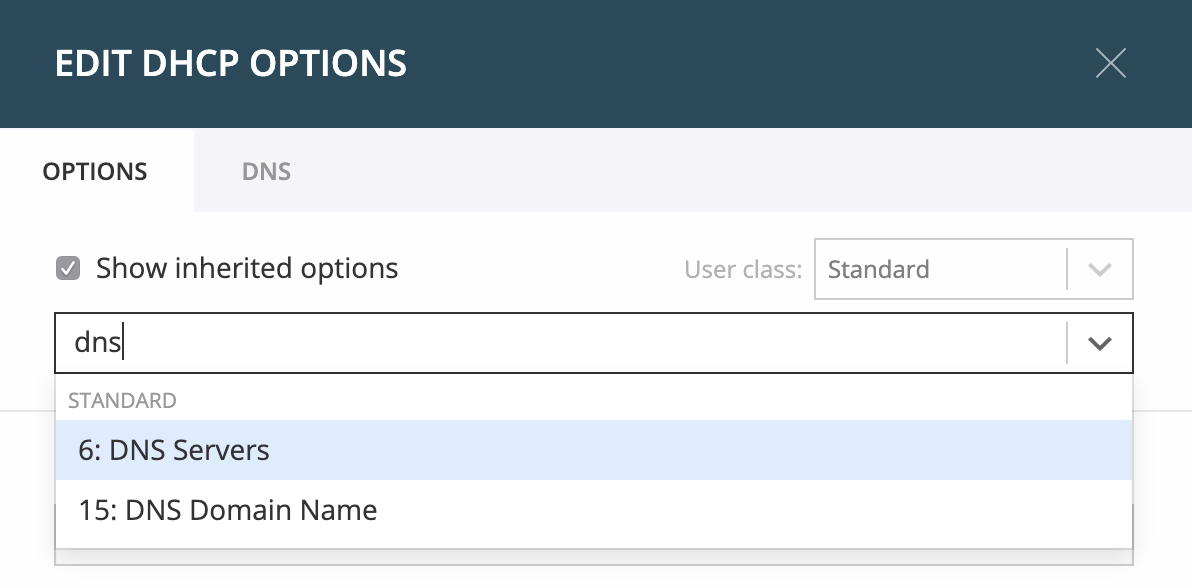 EDIT DHCP OPTIONS
OPTIONS DNS
Show inherited options User class: Standard
dns
STANDARD
6: DNS Servers
15: DNS Domain Name